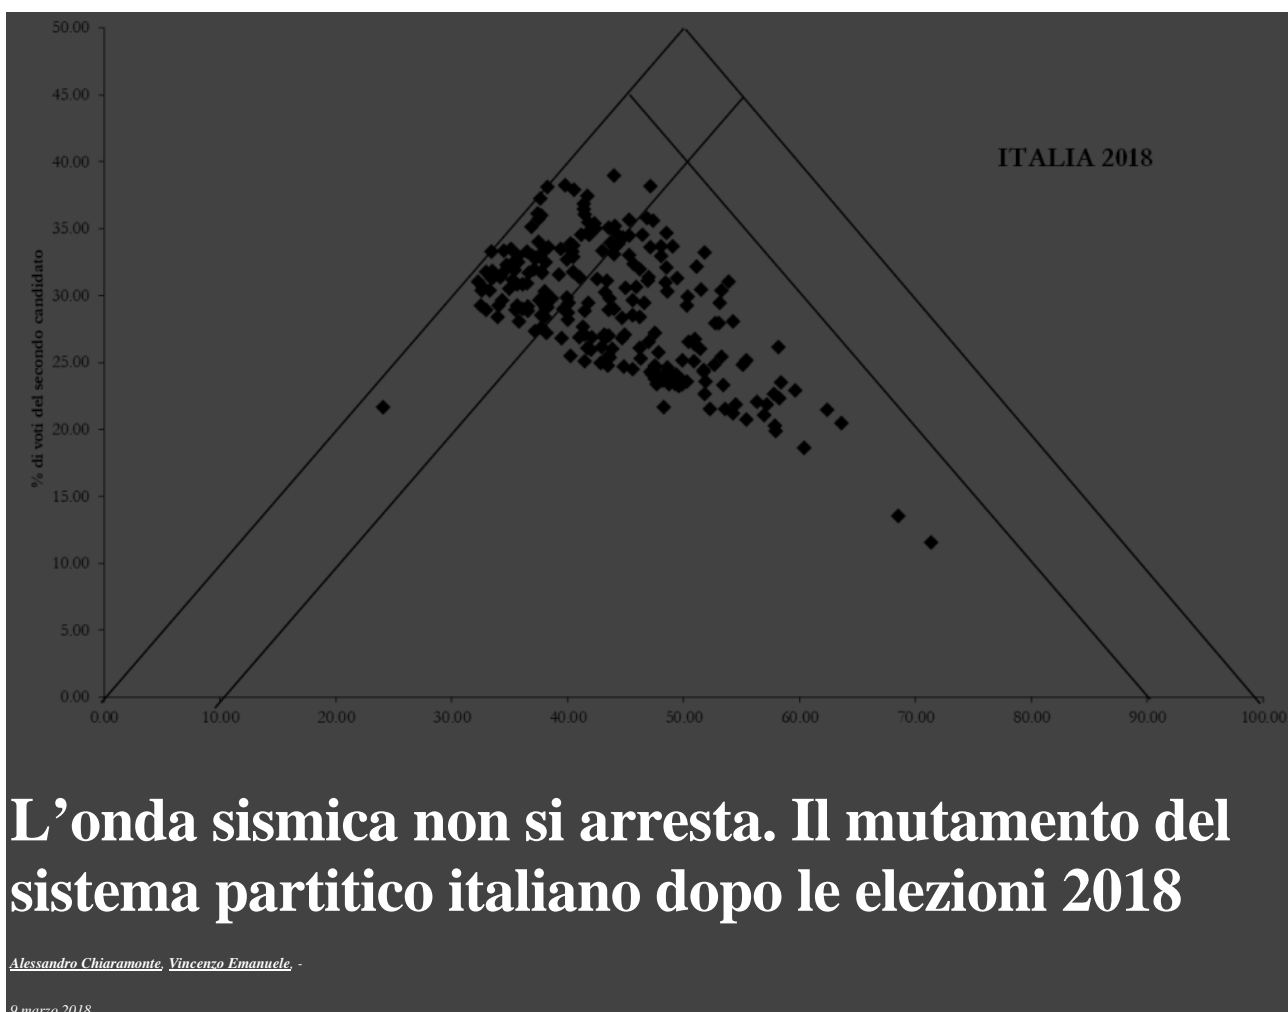 50.00
45.00
40.00
ITALIA 2018
35.00
30.00
25.00
20.00
15.00
10.00
5.00
0.00
% di voti del secondo candidato
0.00 10.00 20.00 30.00 40.00 50.00 60.00 70.00 80.00 90.00 100.00
L’onda sismica non si arresta. Il mutamento del
sistema partitico italiano dopo le elezioni 2018
Alessandro Chiaramonte, Vincenzo Emanuele, -
9 marzo 2018